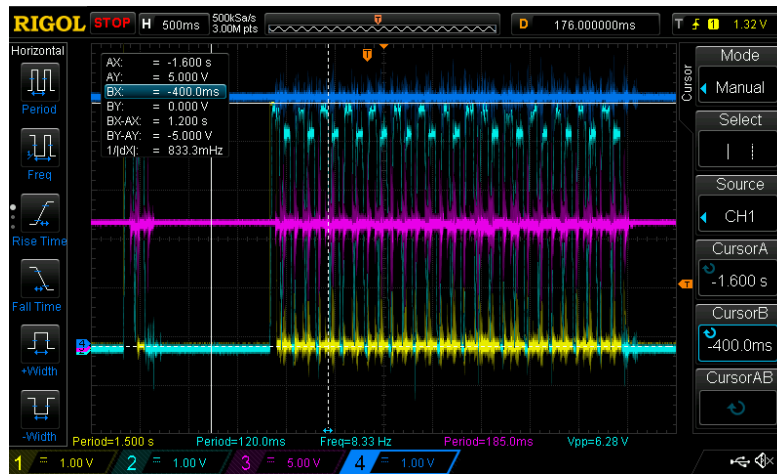 RIGOL STOP H 500ms 500kSa/s 3.00M pts T D 176.000000ms T 1 1.32 V
Horizontal
Period
Freq
Rise Time
Fall Time
+Width
-Width
AX: = -1.600 s
AY: = 5.000 V
BX: = -400.0ms
BY: = 0.000 V
BX-AX: = 1.200 s
BY-AY: = -5.000 V
1/|dX|: = 833.3mHz
T
T
4
Cursor
Mode
Manual
Select
Source
CH1
CursorA
-1.600 s
CursorB
-400.0ms
CursorAB
Period=1.500 s Period=120.0ms Freq=8.33 Hz Period=185.0ms Vpp=6.28 V
1 = 1.00 V 2 = 1.00 V 3 = 5.00 V 4 = 1.00 V